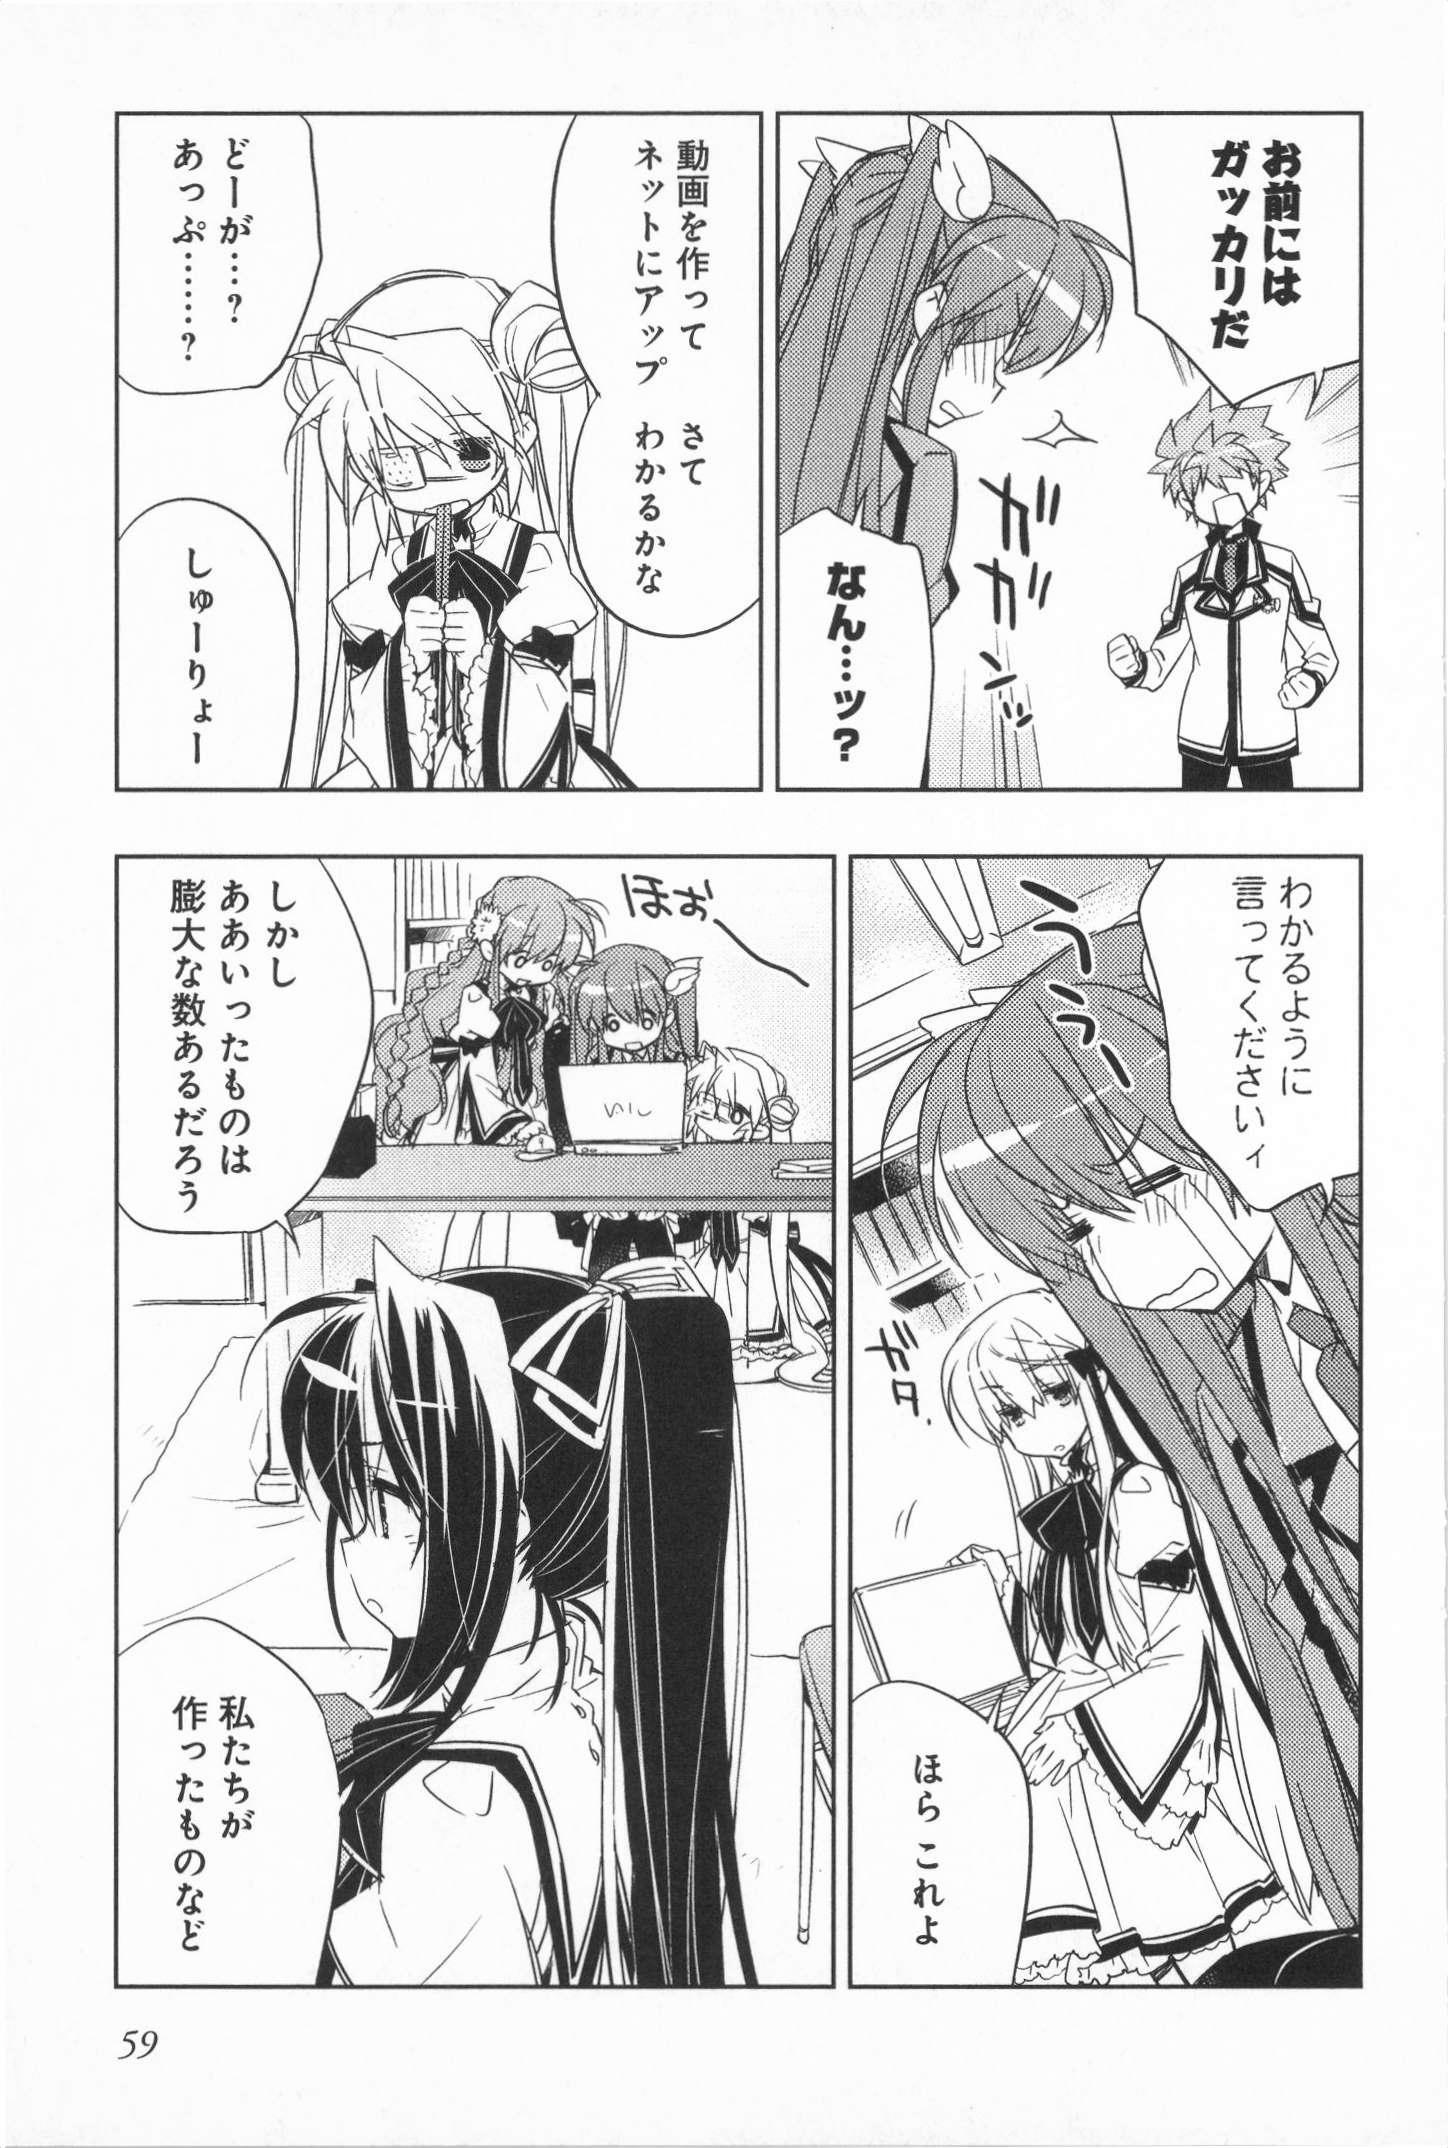 お前には
ガッカリだ
ガガガ
ガーンッ
なん…ッ?
動画を作って
ネットにアップ
さて
わかるかな
どーが…?
あっぷ……?
しゅーりょー
わかるように
言ってくださいィ
ガタ
ほら これよ
ほお
しかし
ああいったものは
膨大な数あるだろう
私たちが
作ったものなど
59